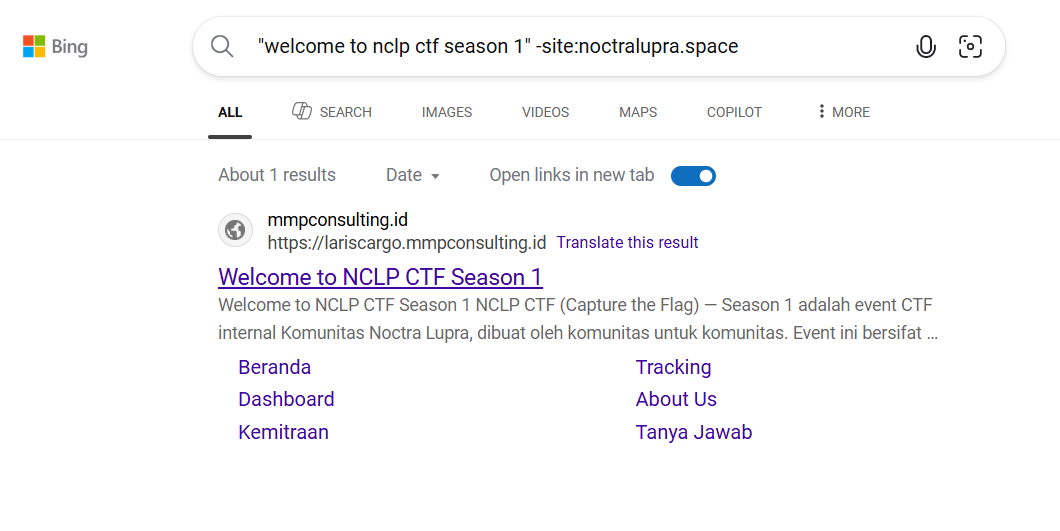 Bing
"welcome to nclp ctf season 1" -site:noctralupra.space
ALL SEARCH IMAGES VIDEOS MAPS COPILOT MORE
About 1 results Date Open links in new tab
mmpconsulting.id
https://lariscargo.mmpconsulting.id Translate this result
Welcome to NCLP CTF Season 1
Welcome to NCLP CTF Season 1 NCLP CTF (Capture the Flag) — Season 1 adalah event CTF
internal Komunitas Noctra Lupra, dibuat oleh komunitas untuk komunitas. Event ini bersifat ...
Beranda Tracking
Dashboard About Us
Kemitraan Tanya Jawab